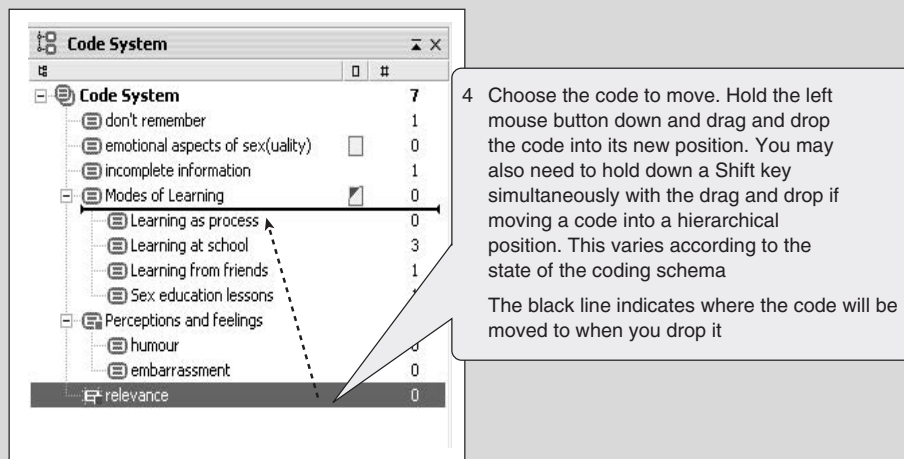 Code System
#
Code System 7
don't remember 1
emotional aspects of sex(uality) 0
incomplete information 1
Modes of Learning 0
Learning as process 0
Learning at school 3
Learning from friends 1
Sex education lessons
Perceptions and feelings
humour
embarrassment 0
relevance 0
4 Choose the code to move. Hold the left
mouse button down and drag and drop
the code into its new position. You may
also need to hold down a Shift key
simultaneously with the drag and drop if
moving a code into a hierarchical
position. This varies according to the
state of the coding schema
The black line indicates where the code will be
moved to when you drop it